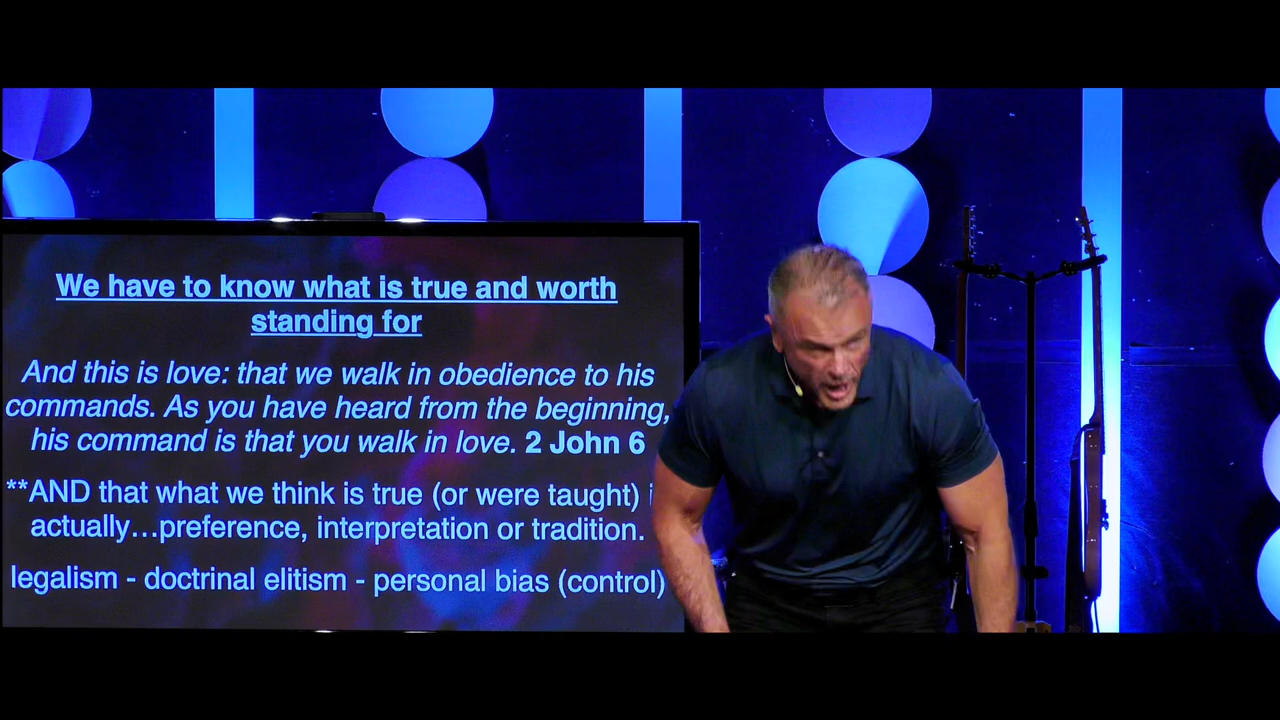 We have to know what is true and worth
standing for
And this is love: that we walk in obedience to his
commands. As you have heard from the beginning,
his command is that you walk in love. 2 John 6
**AND that what we think is true (or were taught)
actually...preference, interpretation or tradition.
legalism - doctrinal elitism - personal bias (control)